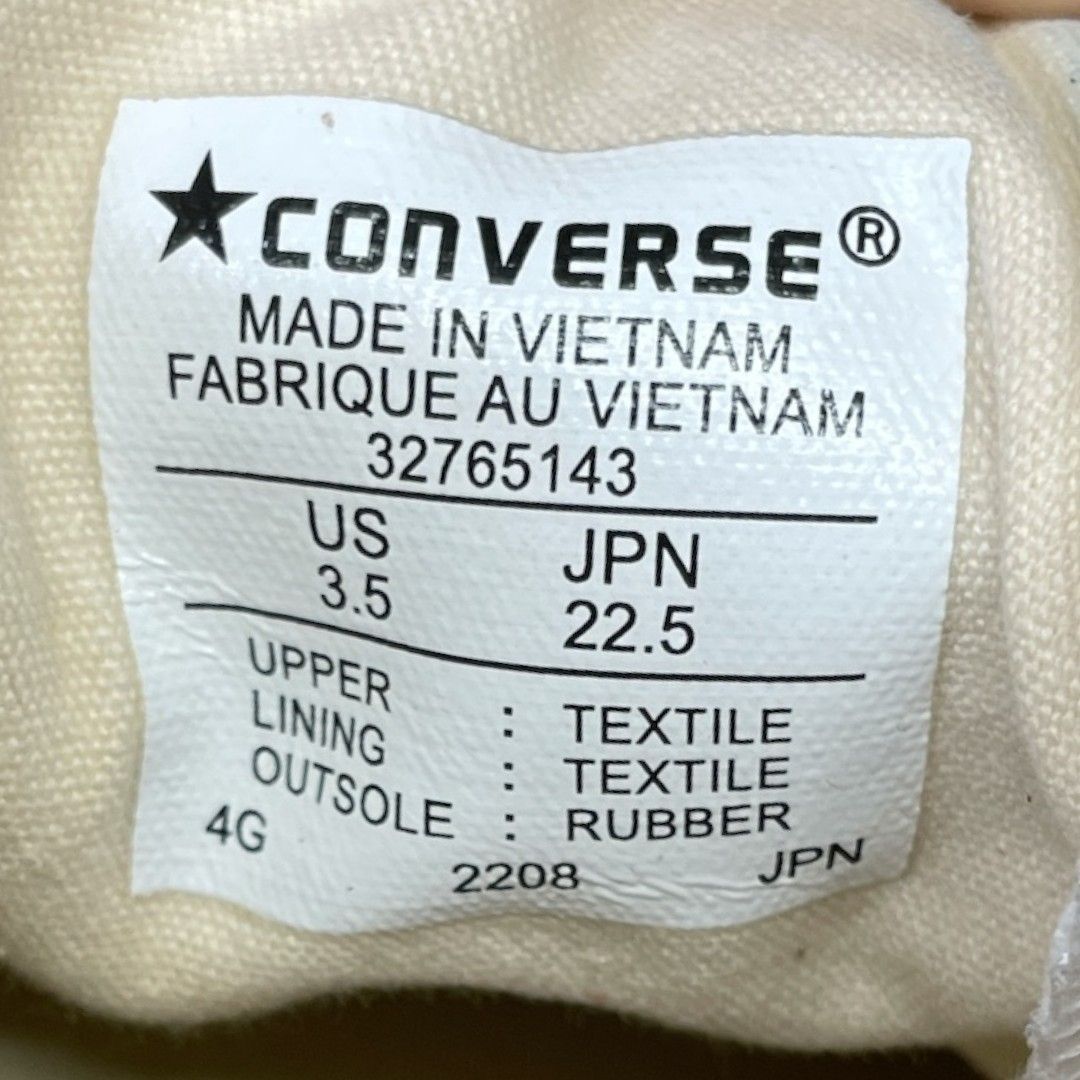 ★CONVERSE®
MADE IN VIETNAM
FABRIQUE AU VIETNAM
32765143
US JPN
3.5 22.5
UPPER : TEXTILE
LINING : TEXTILE
OUTSOLE : RUBBER
4G 2208 JPN